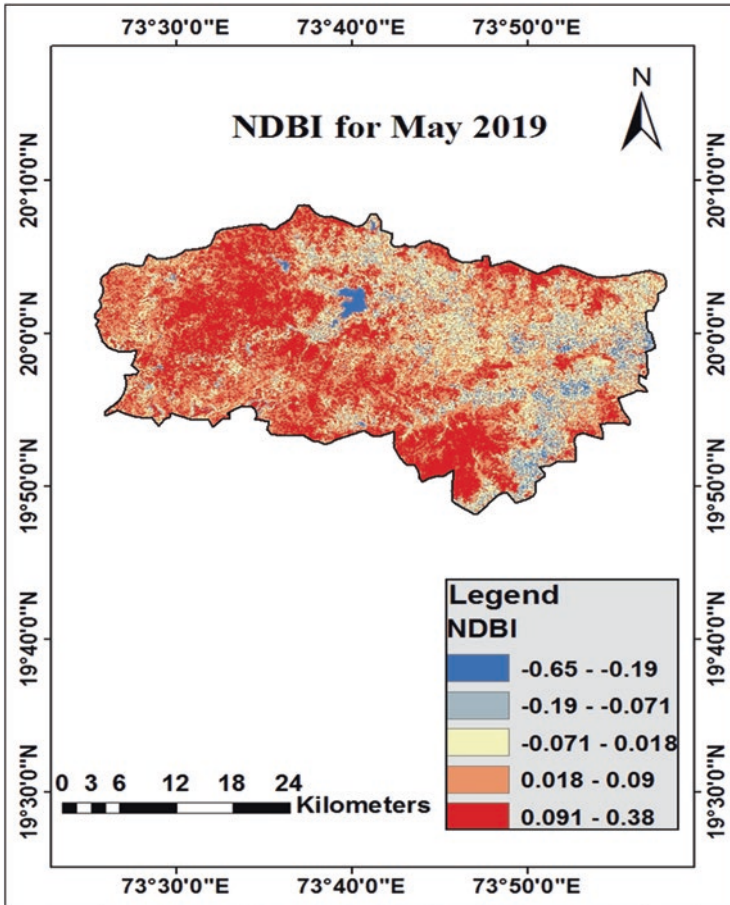 73°30'0"E 73°40'0"E 73°50'0"E
N
NDBI for May 2019
20°10'0"N 20°10'0"N
20°0'0"N 20°0'0"N
19°50'0"N 19°50'0"N
19°40'0"N 19°40'0"N
19°30'0"N 19°30'0"N
Legend
NDBI
-0.65 - -0.19
-0.19 - -0.071
-0.071 - 0.018
0.018 - 0.09
0.091 - 0.38
0 3 6 12 18 24
Kilometers
73°30'0"E 73°40'0"E 73°50'0"E